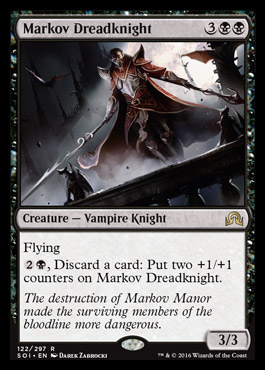 Markov Dreadknight 3
Creature — Vampire Knight
Flying
2, Discard a card: Put two +1/+1
counters on Markov Dreadknight.
The destruction of Markov Manor
made the surviving members of the
bloodline more dangerous.
3/3
122/297 R
SOI • EN DAREK ZABROCKI ™ & © 2016 Wizards of the Coast